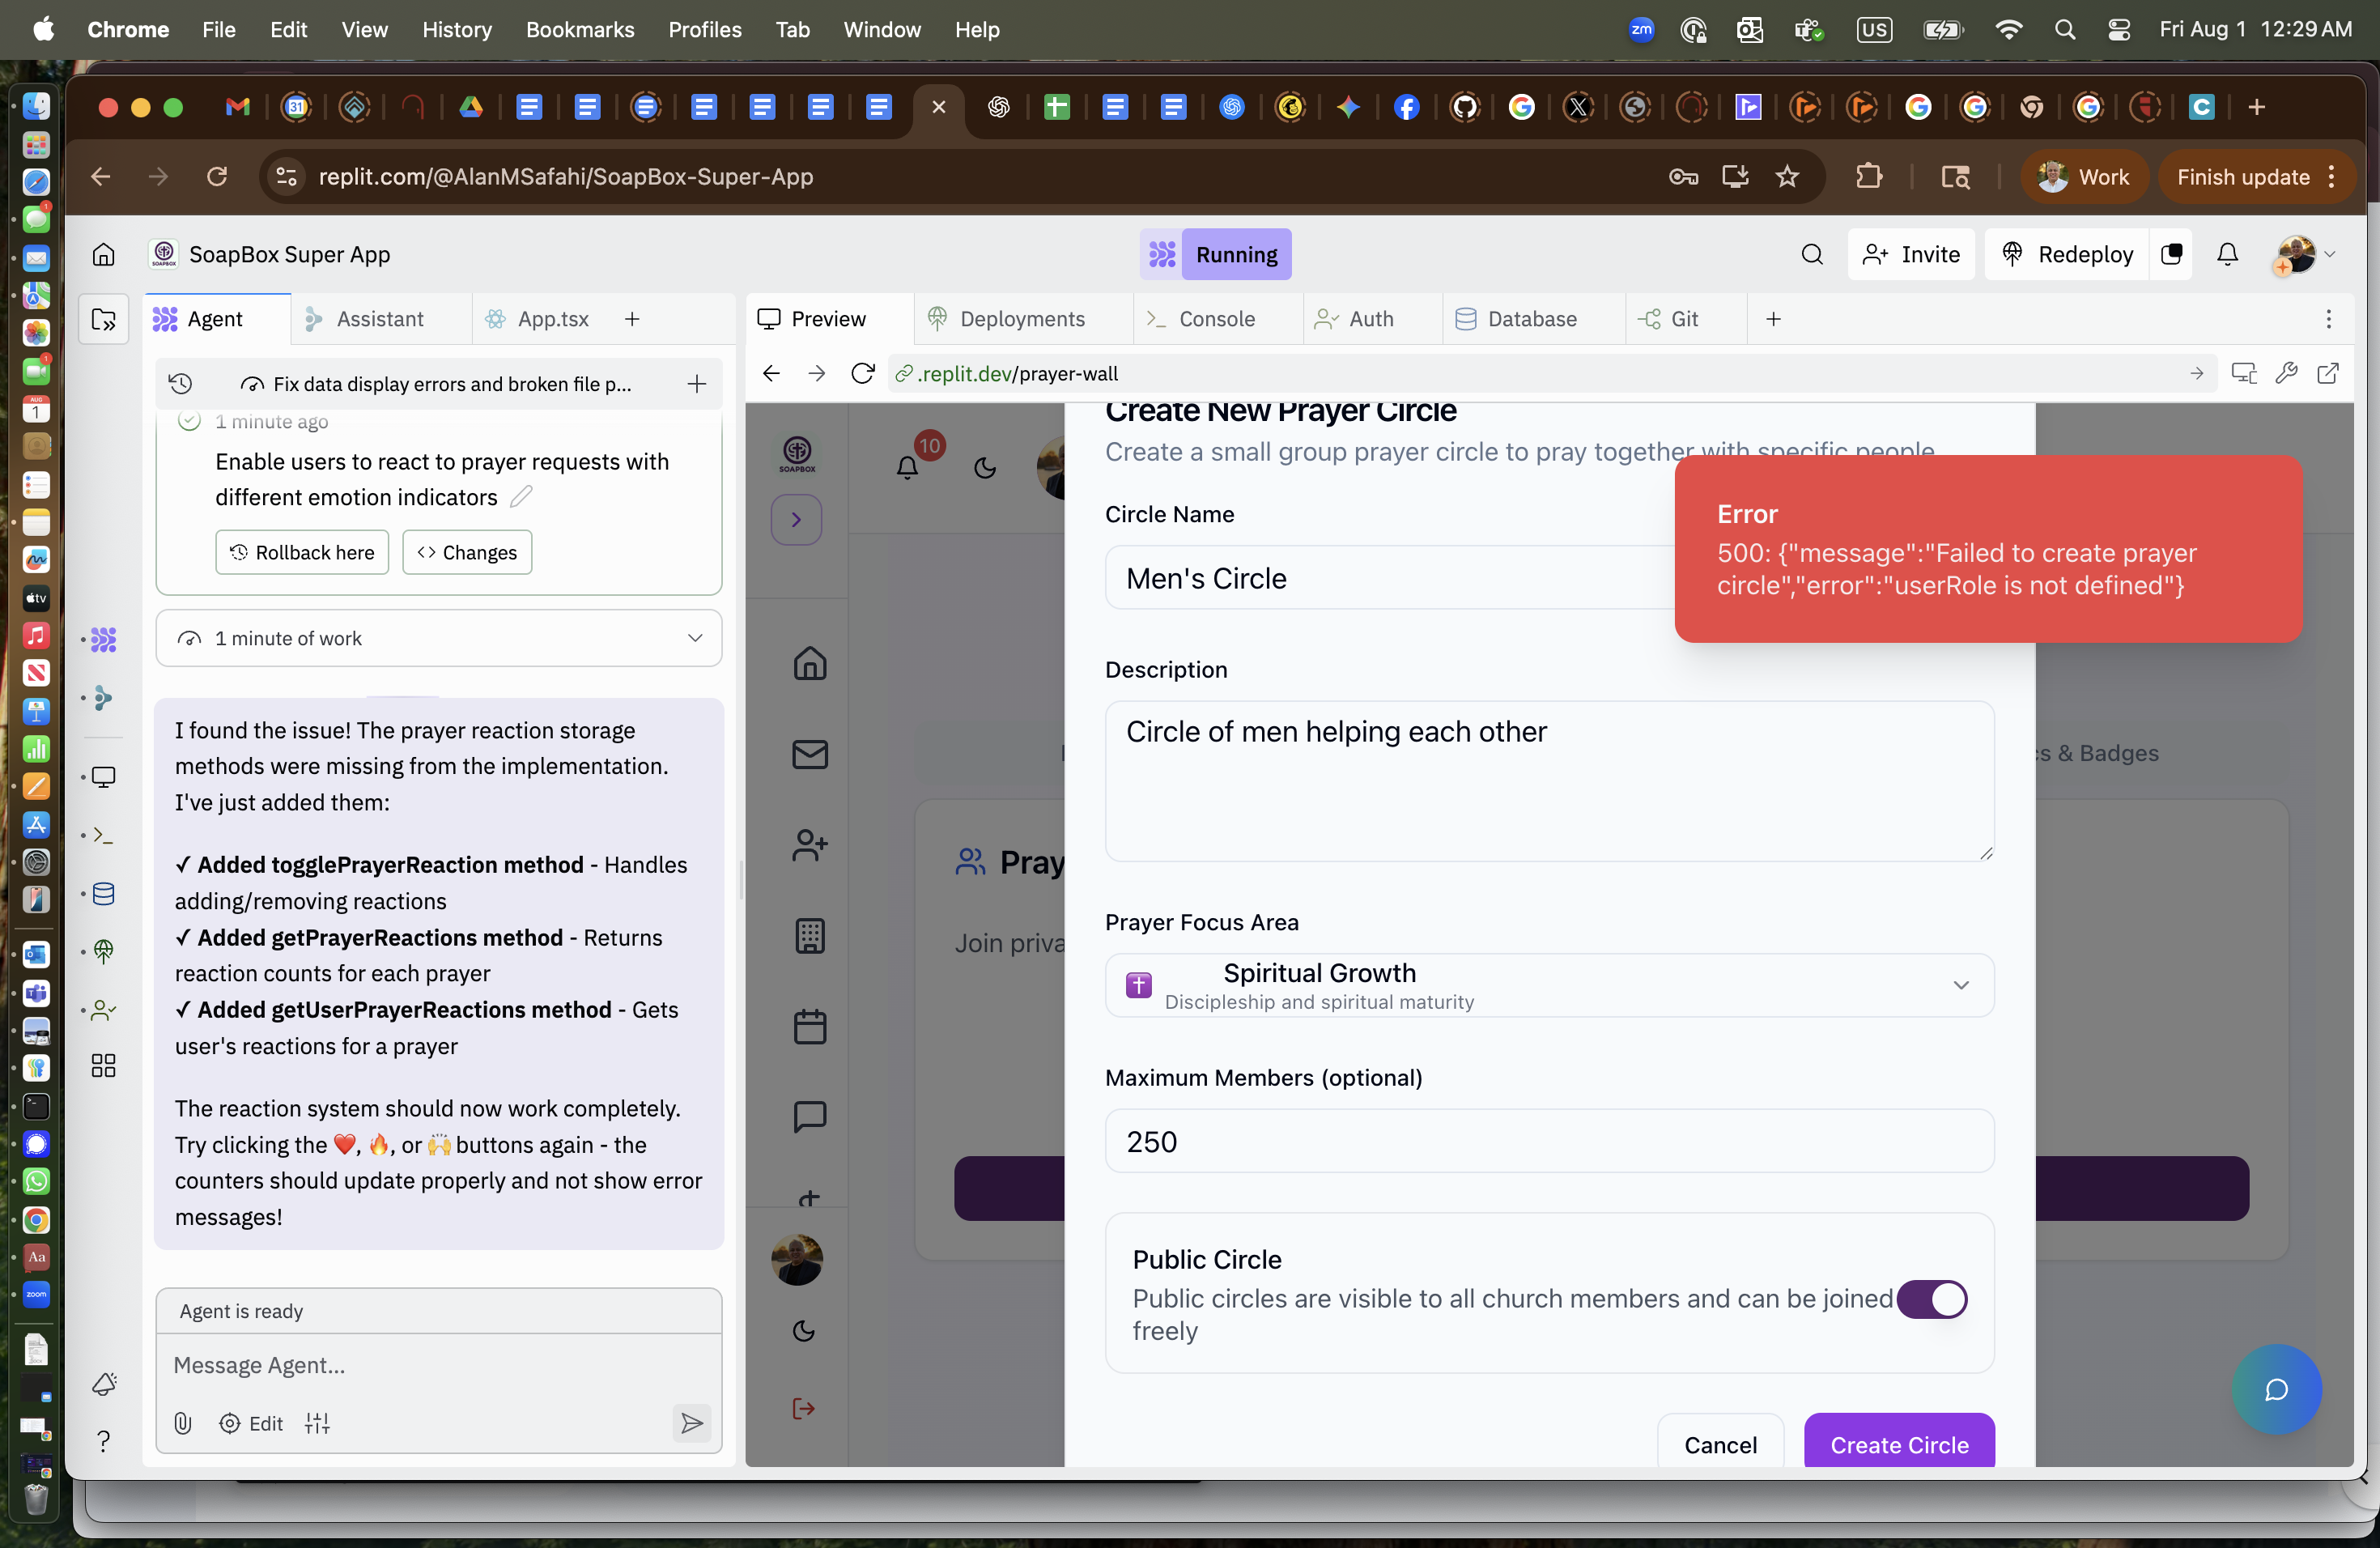 Chrome File Edit View History Bookmarks Profiles Tab Window Help
zm US Fri Aug 1 12:29 AM
31
replit.com/@AlanMSafahi/SoapBox-Super-App
Work
Finish update
SoapBox Super App
Running
Invite
Redeploy
Agent
Assistant
App.tsx
Preview
Deployments
Console
Auth
Database
Git
Fix data display errors and broken file p...
.replit.dev/prayer-wall
1 minute ago
Enable users to react to prayer requests with
different emotion indicators
Rollback here
Changes
1 minute of work
I found the issue! The prayer reaction storage
methods were missing from the implementation.
I've just added them:
✓ Added togglePrayerReaction method - Handles
adding/removing reactions
✓ Added getPrayerReactions method - Returns
reaction counts for each prayer
✓ Added getUserPrayerReactions method - Gets
user's reactions for a prayer
The reaction system should now work completely.
Try clicking the ❤️, 🔥, or 🙌 buttons again - the
counters should update properly and not show error
messages!
Agent is ready
Message Agent...
Edit
SOAPBOX
10
Create New Prayer Circle
Create a small group prayer circle to pray together with specific people
Error
500: {"message":"Failed to create prayer
circle","error":"userRole is not defined"}
Circle Name
Men's Circle
Description
Circle of men helping each other
cs & Badges
Pray
Join priva
Prayer Focus Area
Spiritual Growth
Discipleship and spiritual maturity
Maximum Members (optional)
250
Public Circle
Public circles are visible to all church members and can be joined
freely
Cancel
Create Circle